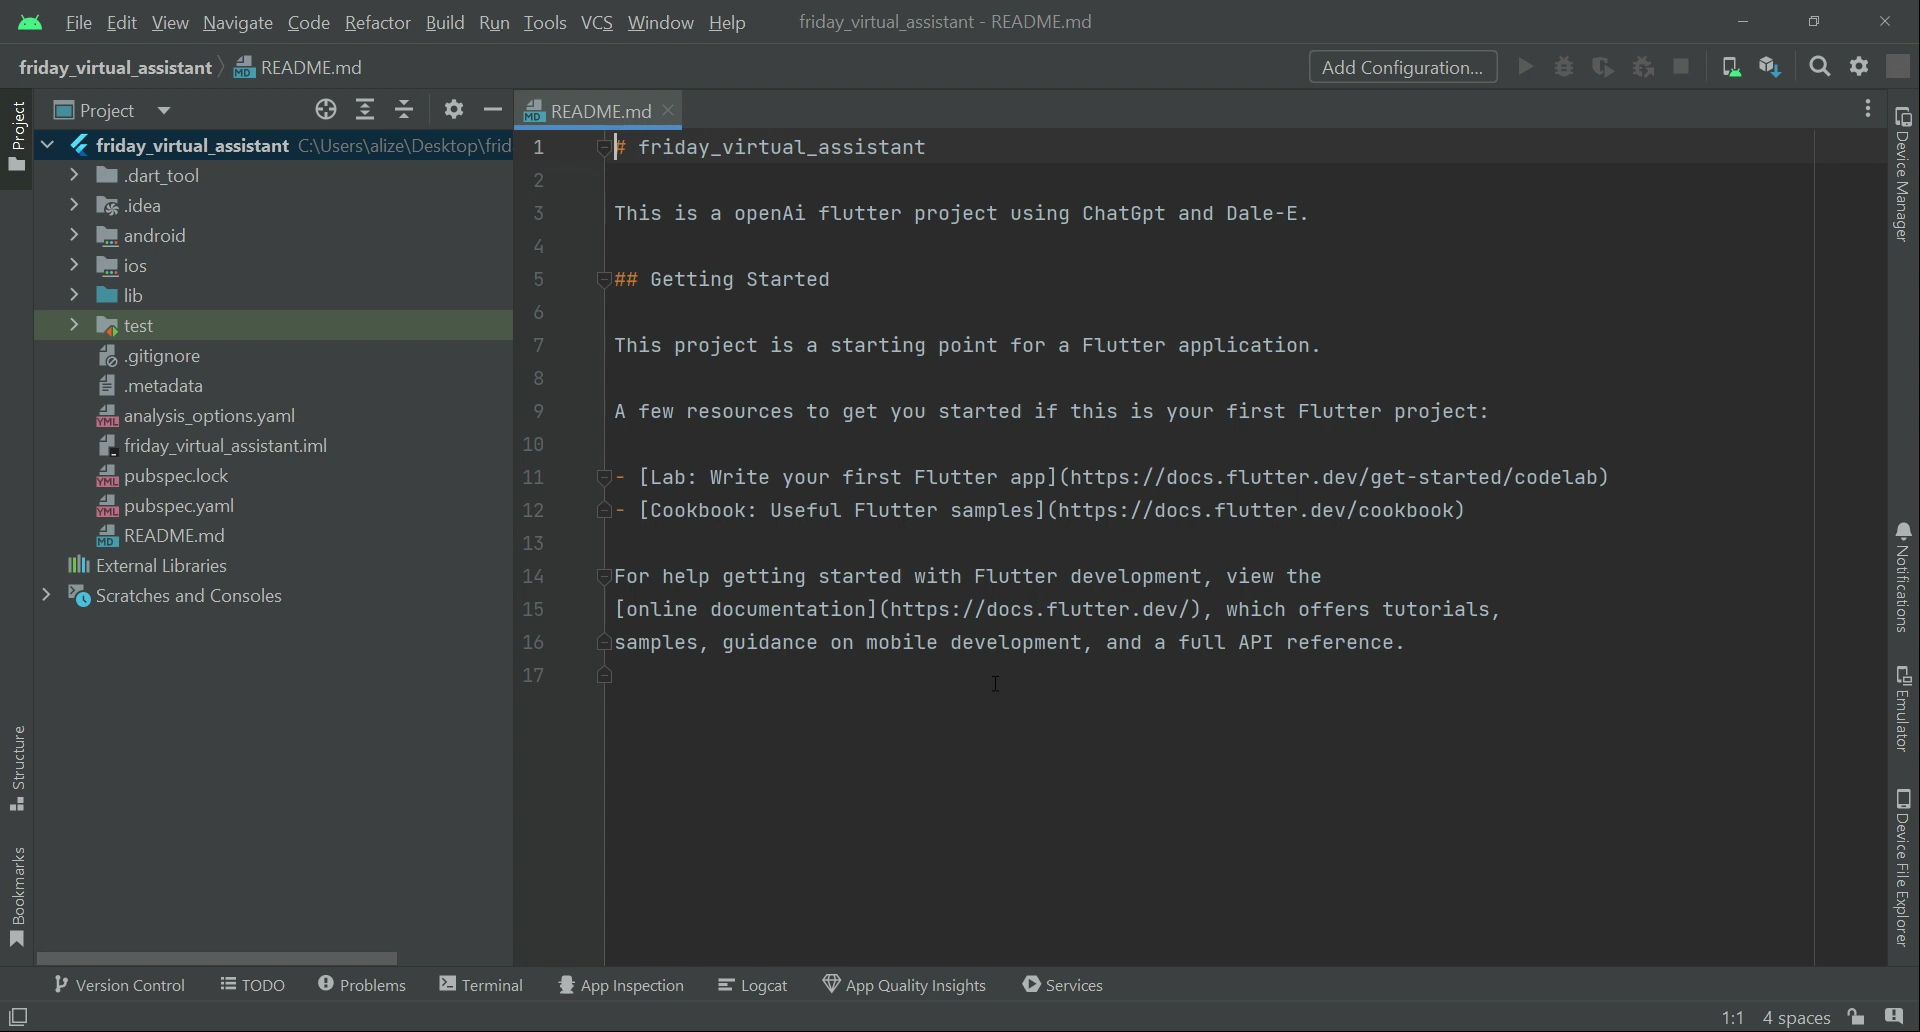 File Edit View Navigate Code Refactor Build Run Tools VCS Window Help friday_virtual_assistant - README.md
friday_virtual_assistant README.md Add Configuration...
Project
Project
friday_virtual_assistant C:\Users\alize\Desktop\frid
.dart_tool
.idea
android
ios
lib
test
.gitignore
.metadata
analysis_options.yaml
friday_virtual_assistant.iml
pubspec.lock
pubspec.yaml
README.md
External Libraries
Scratches and Consoles
Structure
Bookmarks
README.md
1 # friday_virtual_assistant
2
3 This is a openAi flutter project using ChatGpt and Dale-E.
4
5 ## Getting Started
6
7 This project is a starting point for a Flutter application.
8
9 A few resources to get you started if this is your first Flutter project:
10
11 - [Lab: Write your first Flutter app](https://docs.flutter.dev/get-started/codelab)
12 - [Cookbook: Useful Flutter samples](https://docs.flutter.dev/cookbook)
13
14 For help getting started with Flutter development, view the
15 [online documentation](https://docs.flutter.dev/), which offers tutorials,
16 samples, guidance on mobile development, and a full API reference.
17
Device Manager
Notifications
Emulator
Device File Explorer
Version Control TODO Problems Terminal App Inspection Logcat App Quality Insights Services
1:1 4 spaces